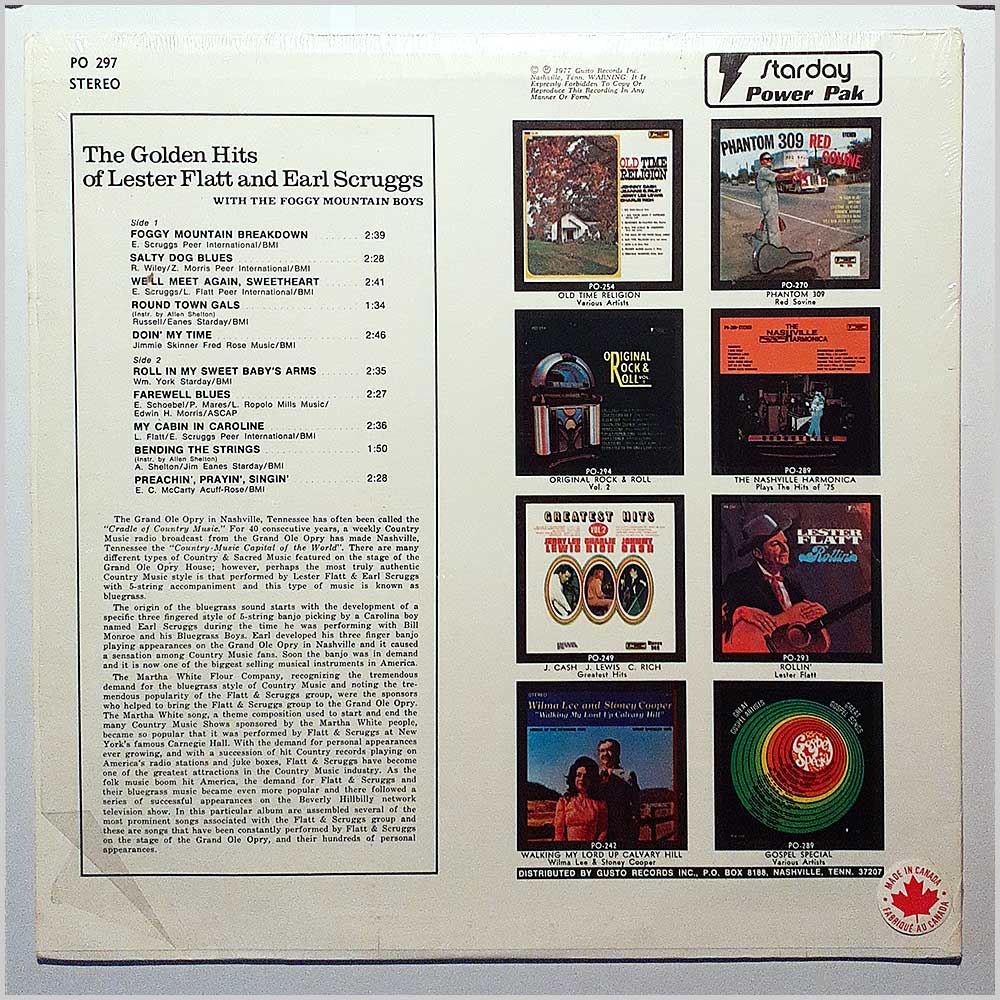 PO 297
STEREO
The Golden Hits
of Lester Flatt and Earl Scruggs
WITH THE FOGGY MOUNTAIN BOYS
Side 1
FOGGY MOUNTAIN BREAKDOWN 2:39
E. Scruggs Peer International/BMI
SALTY DOG BLUES 2:28
R. Wiley/Z. Morris Peer International/BMI
WE'LL MEET AGAIN, SWEETHEART 2:41
E. Scruggs/L. Flatt Peer International/BMI
ROUND TOWN GALS 1:34
(Instr. by Allen Shelton)
Russell/Eanes Starday/BMI
DOIN' MY TIME 2:46
Jimmie Skinner Fred Rose Music/BMI
Side 2
ROLL IN MY SWEET BABY'S ARMS 2:35
Wm. York Starday/BMI
FAREWELL BLUES 2:27
E. Schoebel/P. Mares/L. Ropolo Mills Music/
Edwin H. Morris/ASCAP
MY CABIN IN CAROLINE 2:36
L. Flatt/E. Scruggs Peer International/BMI
BENDING THE STRINGS 1:50
(Instr. by Allen Shelton)
A. Shelton/Jim Eanes Starday/BMI
PREACHIN', PRAYIN', SINGIN' 2:28
E. C. McCarty Acuff-Rose/BMI
The Grand Ole Opry in Nashville, Tennessee has often been called the
"Cradle of Country Music." For 40 consecutive years, a weekly Country
Music radio broadcast from the Grand Ole Opry has made Nashville,
Tennessee the "Country-Music Capital of the World". There are many
different types of Country & Sacred Music featured on the stage of the
Grand Ole Opry House; however, perhaps the most truly authentic
Country Music style is that performed by Lester Flatt & Earl Scruggs
with 5-string accompaniment and this type of music is known as
bluegrass.
The origin of the bluegrass sound starts with the development of a
specific three fingered style of 5-string banjo picking by a Carolina boy
named Earl Scruggs during the time he was performing with Bill
Monroe and his Bluegrass Boys. Earl developed his three finger banjo
playing appearances on the Grand Ole Opry in Nashville and it caused
a sensation among Country Music fans. Soon the banjo was in demand
and it is now one of the biggest selling musical instruments in America.
The Martha White Flour Company, recognizing the tremendous
demand for the bluegrass style of Country Music and noting the tre-
mendous popularity of the Flatt & Scruggs group, were the sponsors
who helped to bring the Flatt & Scruggs group to the Grand Ole Opry.
The Martha White song, a theme composition used to start and end the
many Country Music Shows sponsored by the Martha White people,
became so popular that it was performed by Flatt & Scruggs at New
York's famous Carnegie Hall. With the demand for personal appearances
ever growing, and with a succession of hit Country records playing on
America's radio stations and juke boxes, Flatt & Scruggs have become
one of the greatest attractions in the Country Music industry. As the
folk music boom hit America, the demand for Flatt & Scruggs and
their bluegrass music became even more popular and there followed a
series of successful appearances on the Beverly Hillbilly network
television show. In this particular album are assembled several of the
most prominent songs associated with the Flatt & Scruggs group and
these are songs that have been constantly performed by Flatt & Scruggs
on the stage of the Grand Ole Opry, and their hundreds of personal
appearances.
© ℗ 1977 Gusto Records Inc.
Nashville, Tenn. WARNING: It Is
Expressly Forbidden To Copy Or
Reproduce This Recording In Any
Manner Or Form!
Starday
Power Pak
OLD TIME
RELIGION
JOHNNY CASH
JEANNIE C. RILEY
JERRY LEE LEWIS
CHARLIE RICH
PO-254
OLD TIME RELIGION
Various Artists
STEREO
PHANTOM 309 RED
SOVINE
PO-270
PHANTOM 309
Red Sovine
ORIGINAL
ROCK &
ROLL
VOL. 2
PO-294
ORIGINAL ROCK & ROLL
Vol. 2
THE
NASHVILLE
HARMONICA
PO-289
THE NASHVILLE HARMONICA
Plays The Hits of '75
GREATEST HITS
VOL. 2
JERRY LEE CHARLIE JOHNNY
LEWIS RICH CASH
PO-249
J. CASH J. LEWIS C. RICH
Greatest Hits
LESTER
FLATT
Rollin'
PO-293
ROLLIN'
Lester Flatt
STEREO
Wilma Lee and Stoney Cooper
"Walking My Lord Up Calvary Hill"
PO-242
WALKING MY LORD UP CALVARY HILL
Wilma Lee & Stoney Cooper
GREAT GOSPEL ARTISTS
GREAT GOSPEL SONGS
Gospel
Special
PO-289
GOSPEL SPECIAL
Various Artists
DISTRIBUTED BY GUSTO RECORDS INC., P.O. BOX 8188, NASHVILLE, TENN. 37207
MADE IN CANADA
FABRIQUÉ AU CANADA